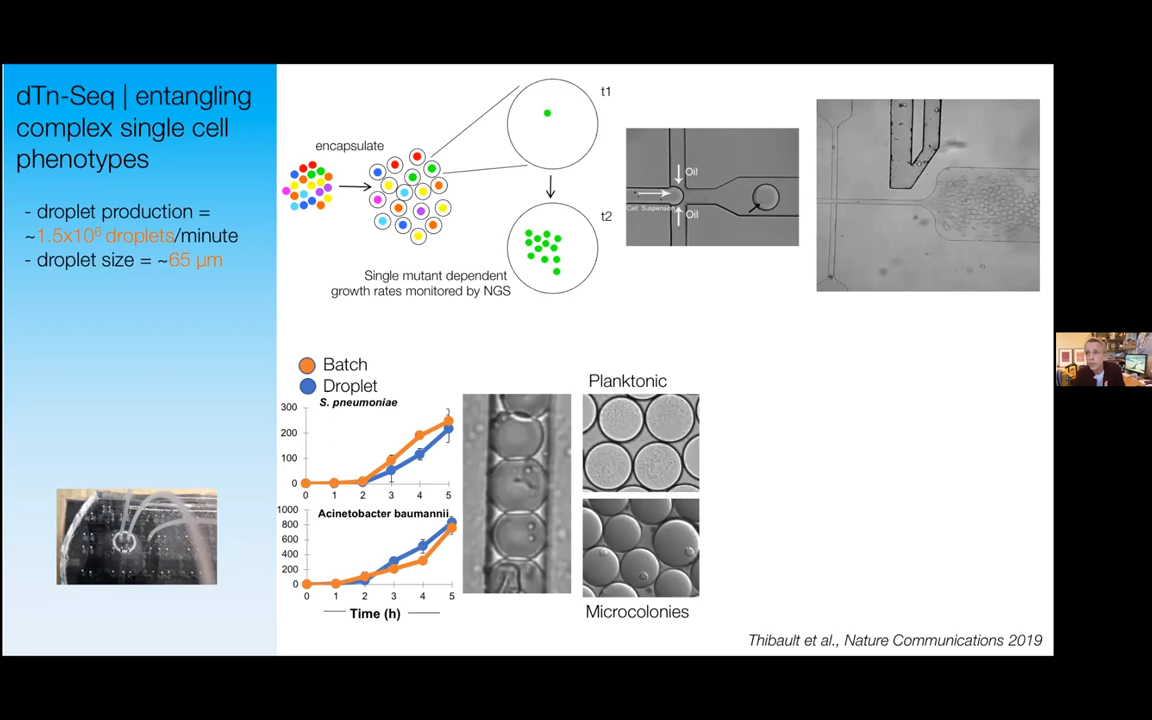 dTn-Seq | entangling
complex single cell
phenotypes
- droplet production =
~1.5x10⁶ droplets/minute
- droplet size = ~65 µm
encapsulate
t1
t2
Single mutant dependent
growth rates monitored by NGS
Oil
Cell Suspension
Oil
Batch
Droplet
S. pneumoniae
300
200
100
0
0 1 2 3 4 5
Acinetobacter baumannii
1000
800
600
400
200
0
0 1 2 3 4 5
Time (h)
Planktonic
Microcolonies
Thibault et al., Nature Communications 2019